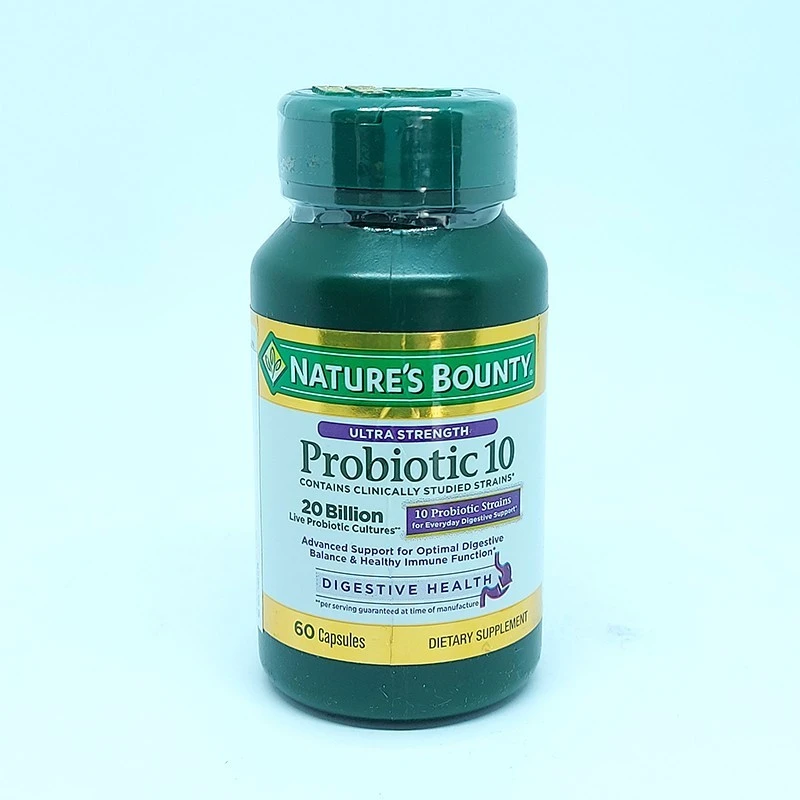 NATURE'S BOUNTY®
ULTRA STRENGTH
Probiotic 10
CONTAINS CLINICALLY STUDIED STRAINS*
20 Billion
Live Probiotic Cultures**
10 Probiotic Strains
for Everyday Digestive Support*
Advanced Support for Optimal Digestive
Balance & Healthy Immune Function*
DIGESTIVE HEALTH
**per serving guaranteed at time of manufacture
60 Capsules
DIETARY SUPPLEMENT